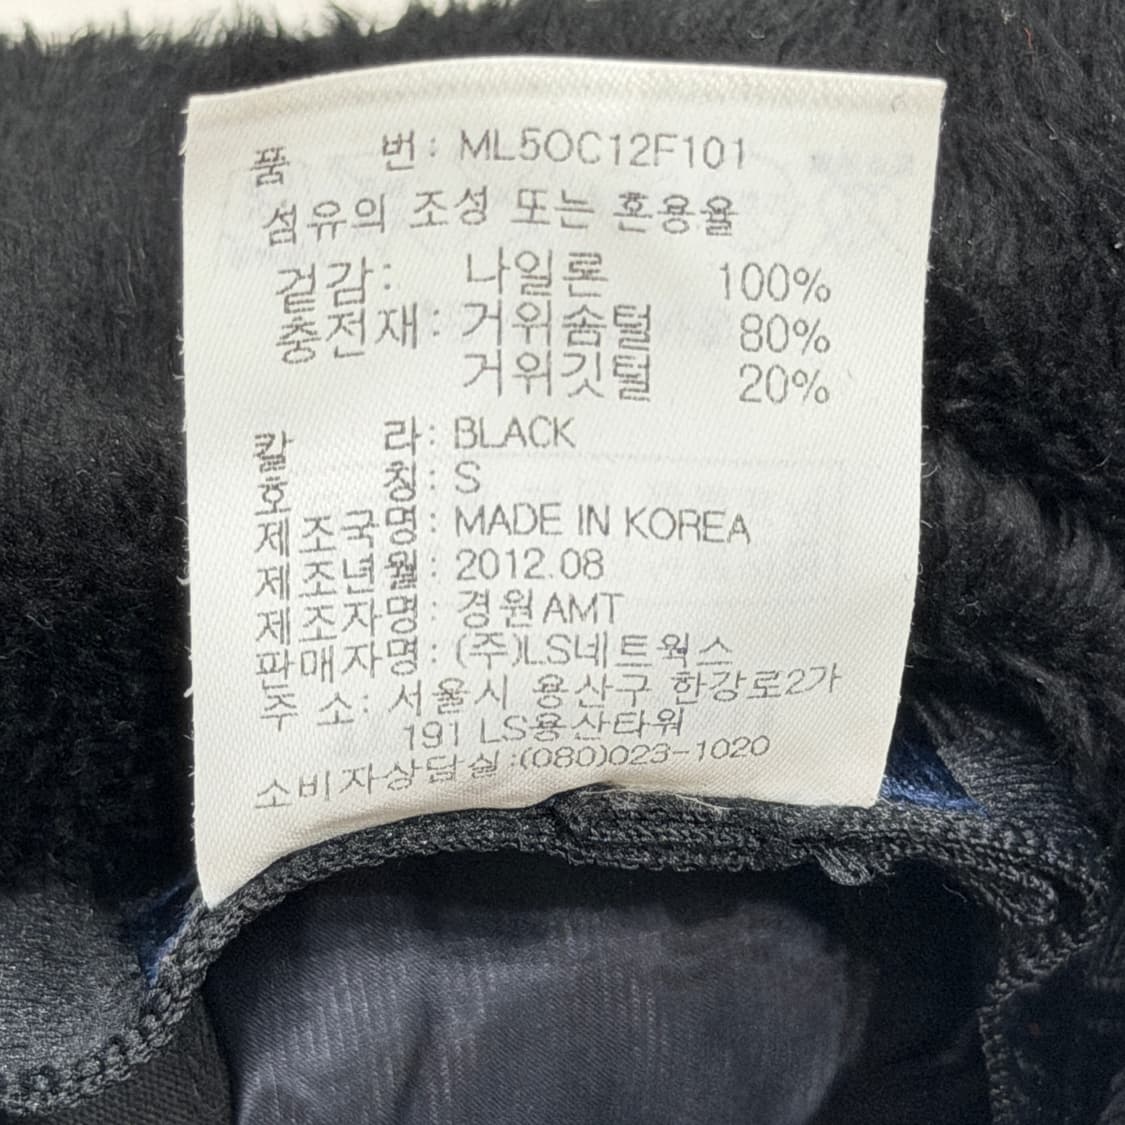 품 번: ML5OC12F101
섬유의 조성 또는 혼용율
겉감: 나일론 100%
충전재: 거위솜털 80%
거위깃털 20%
칼 라: BLACK
호 칭: S
제조국명: MADE IN KOREA
제조년월: 2012.08
제조자명: 경원AMT
판매자명: (주)LS네트웍스
주 소: 서울시 용산구 한강로2가
191 LS용산타워
소비자상담실:(080)023-1020